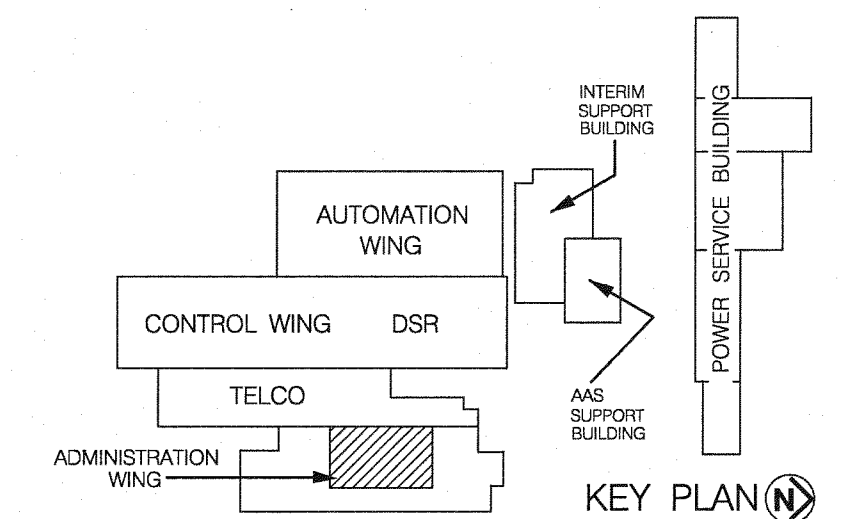 INTERIM
SUPPORT
BUILDING
POWER SERVICE BUILDING
AUTOMATION
WING
CONTROL WING
DSR
TELCO
AAS
SUPPORT
BUILDING
ADMINISTRATION
WING
KEY PLAN N